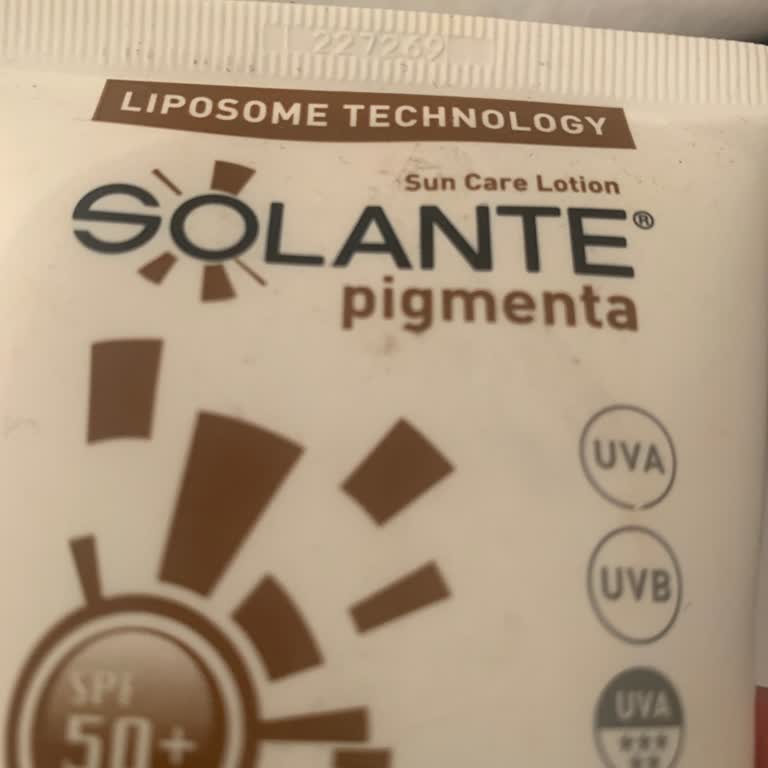 227269
LIPOSOME TECHNOLOGY
Sun Care Lotion
SOLANTE®
pigmenta
UVA
UVB
UVA
SPF
50+